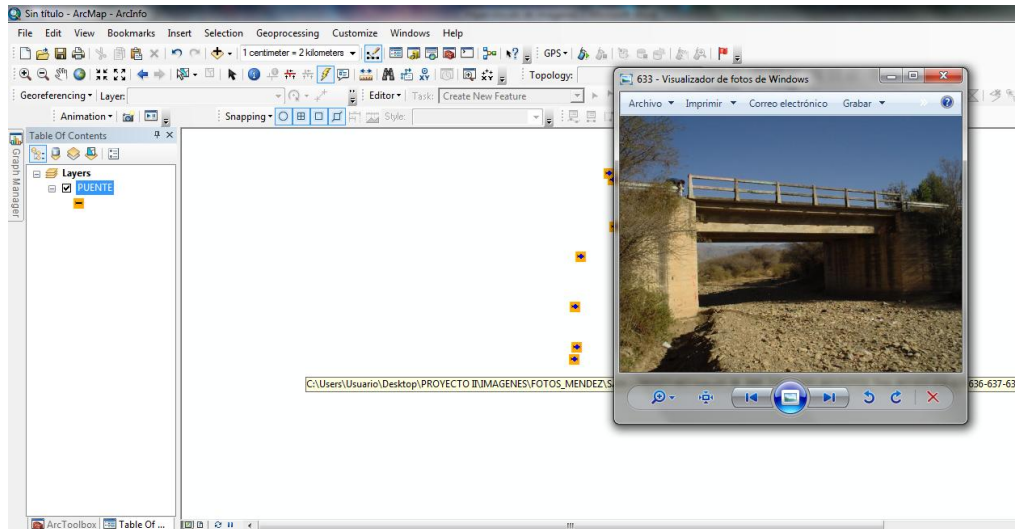 Sin título - ArcMap - ArcInfo
File Edit View Bookmarks Insert Selection Geoprocessing Customize Windows Help
1 centimeter = 2 kilometers GPS
Topology:
Georeferencing Layer: Editor Task: Create New Feature
Animation Snapping Style:
Table Of Contents
Graph Manager
Layers
PUENTE
633 - Visualizador de fotos de Windows
Archivo Imprimir Correo electrónico Grabar
C:\Users\Usuario\Desktop\PROYECTO II\IMAGENES\FOTOS_MENDEZ\
636-637-63
ArcToolbox Table Of ...